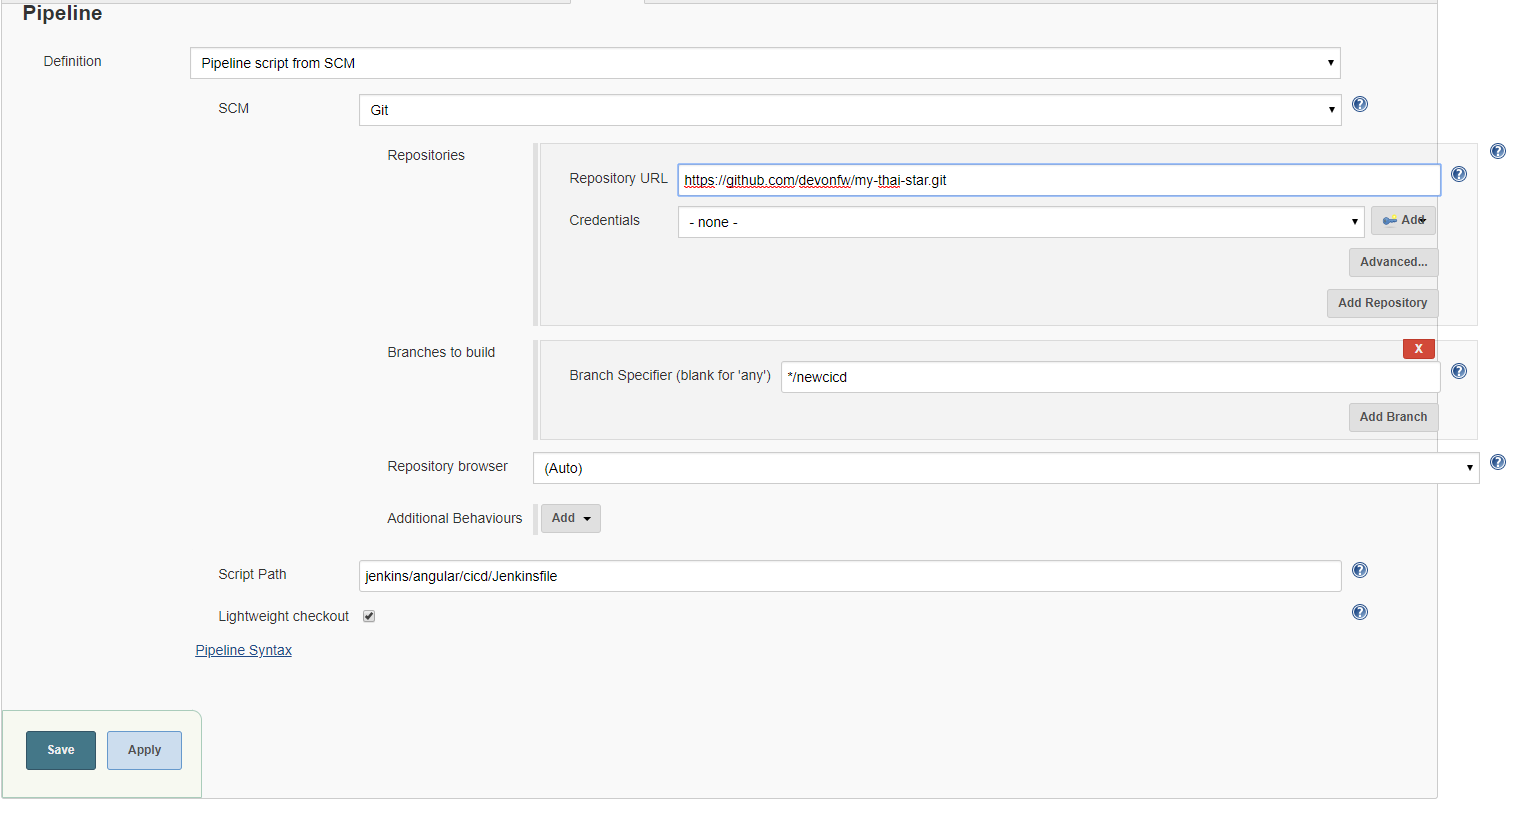 Pipeline
Definition
Pipeline script from SCM
SCM
Git
Repositories
Repository URL
https://github.com/devonfw/my-thai-star.git
Credentials
- none -
Add
Advanced...
Add Repository
Branches to build
X
Branch Specifier (blank for 'any')
*/newcicd
Add Branch
Repository browser
(Auto)
Additional Behaviours
Add
Script Path
jenkins/angular/cicd/Jenkinsfile
Lightweight checkout
Pipeline Syntax
Save
Apply